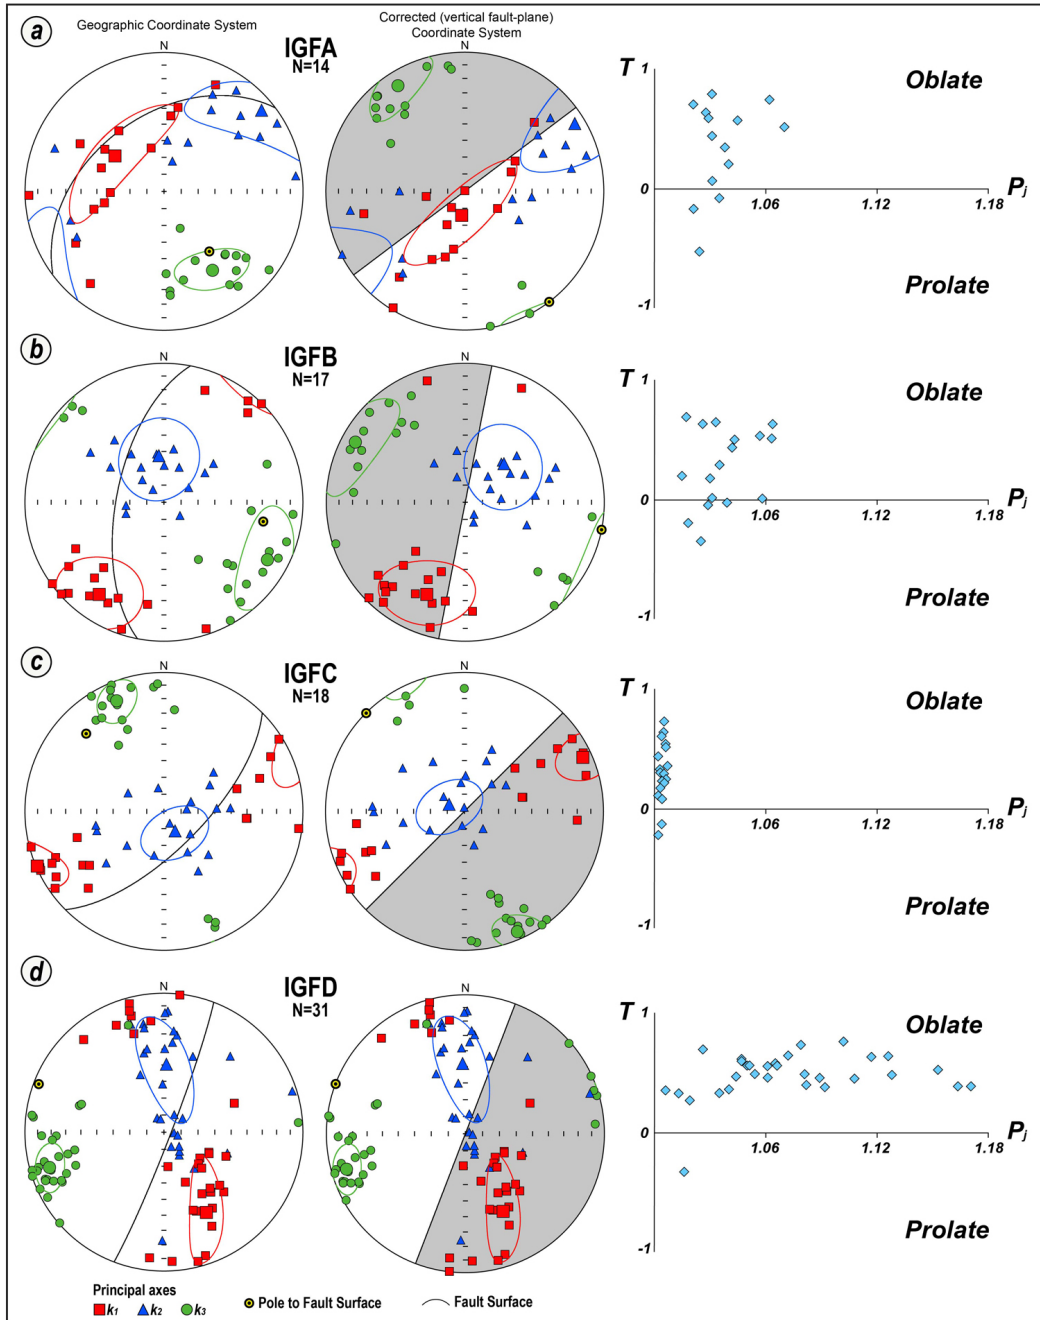 a
Geographic Coordinate System
Corrected (vertical fault-plane)
Coordinate System
N
IGFA
N=14
N
T
1
Oblate
0
1.06
1.12
1.18
Pj
Prolate
-1
b
N
IGFB
N=17
N
T
1
Oblate
0
1.06
1.12
1.18
Pj
Prolate
-1
c
N
IGFC
N=18
N
T
1
Oblate
0
1.06
1.12
1.18
Pj
Prolate
-1
d
N
IGFD
N=31
N
T
1
Oblate
0
1.06
1.12
1.18
Pj
Prolate
-1
Principal axes
k1 k2 k3 Pole to Fault Surface Fault Surface